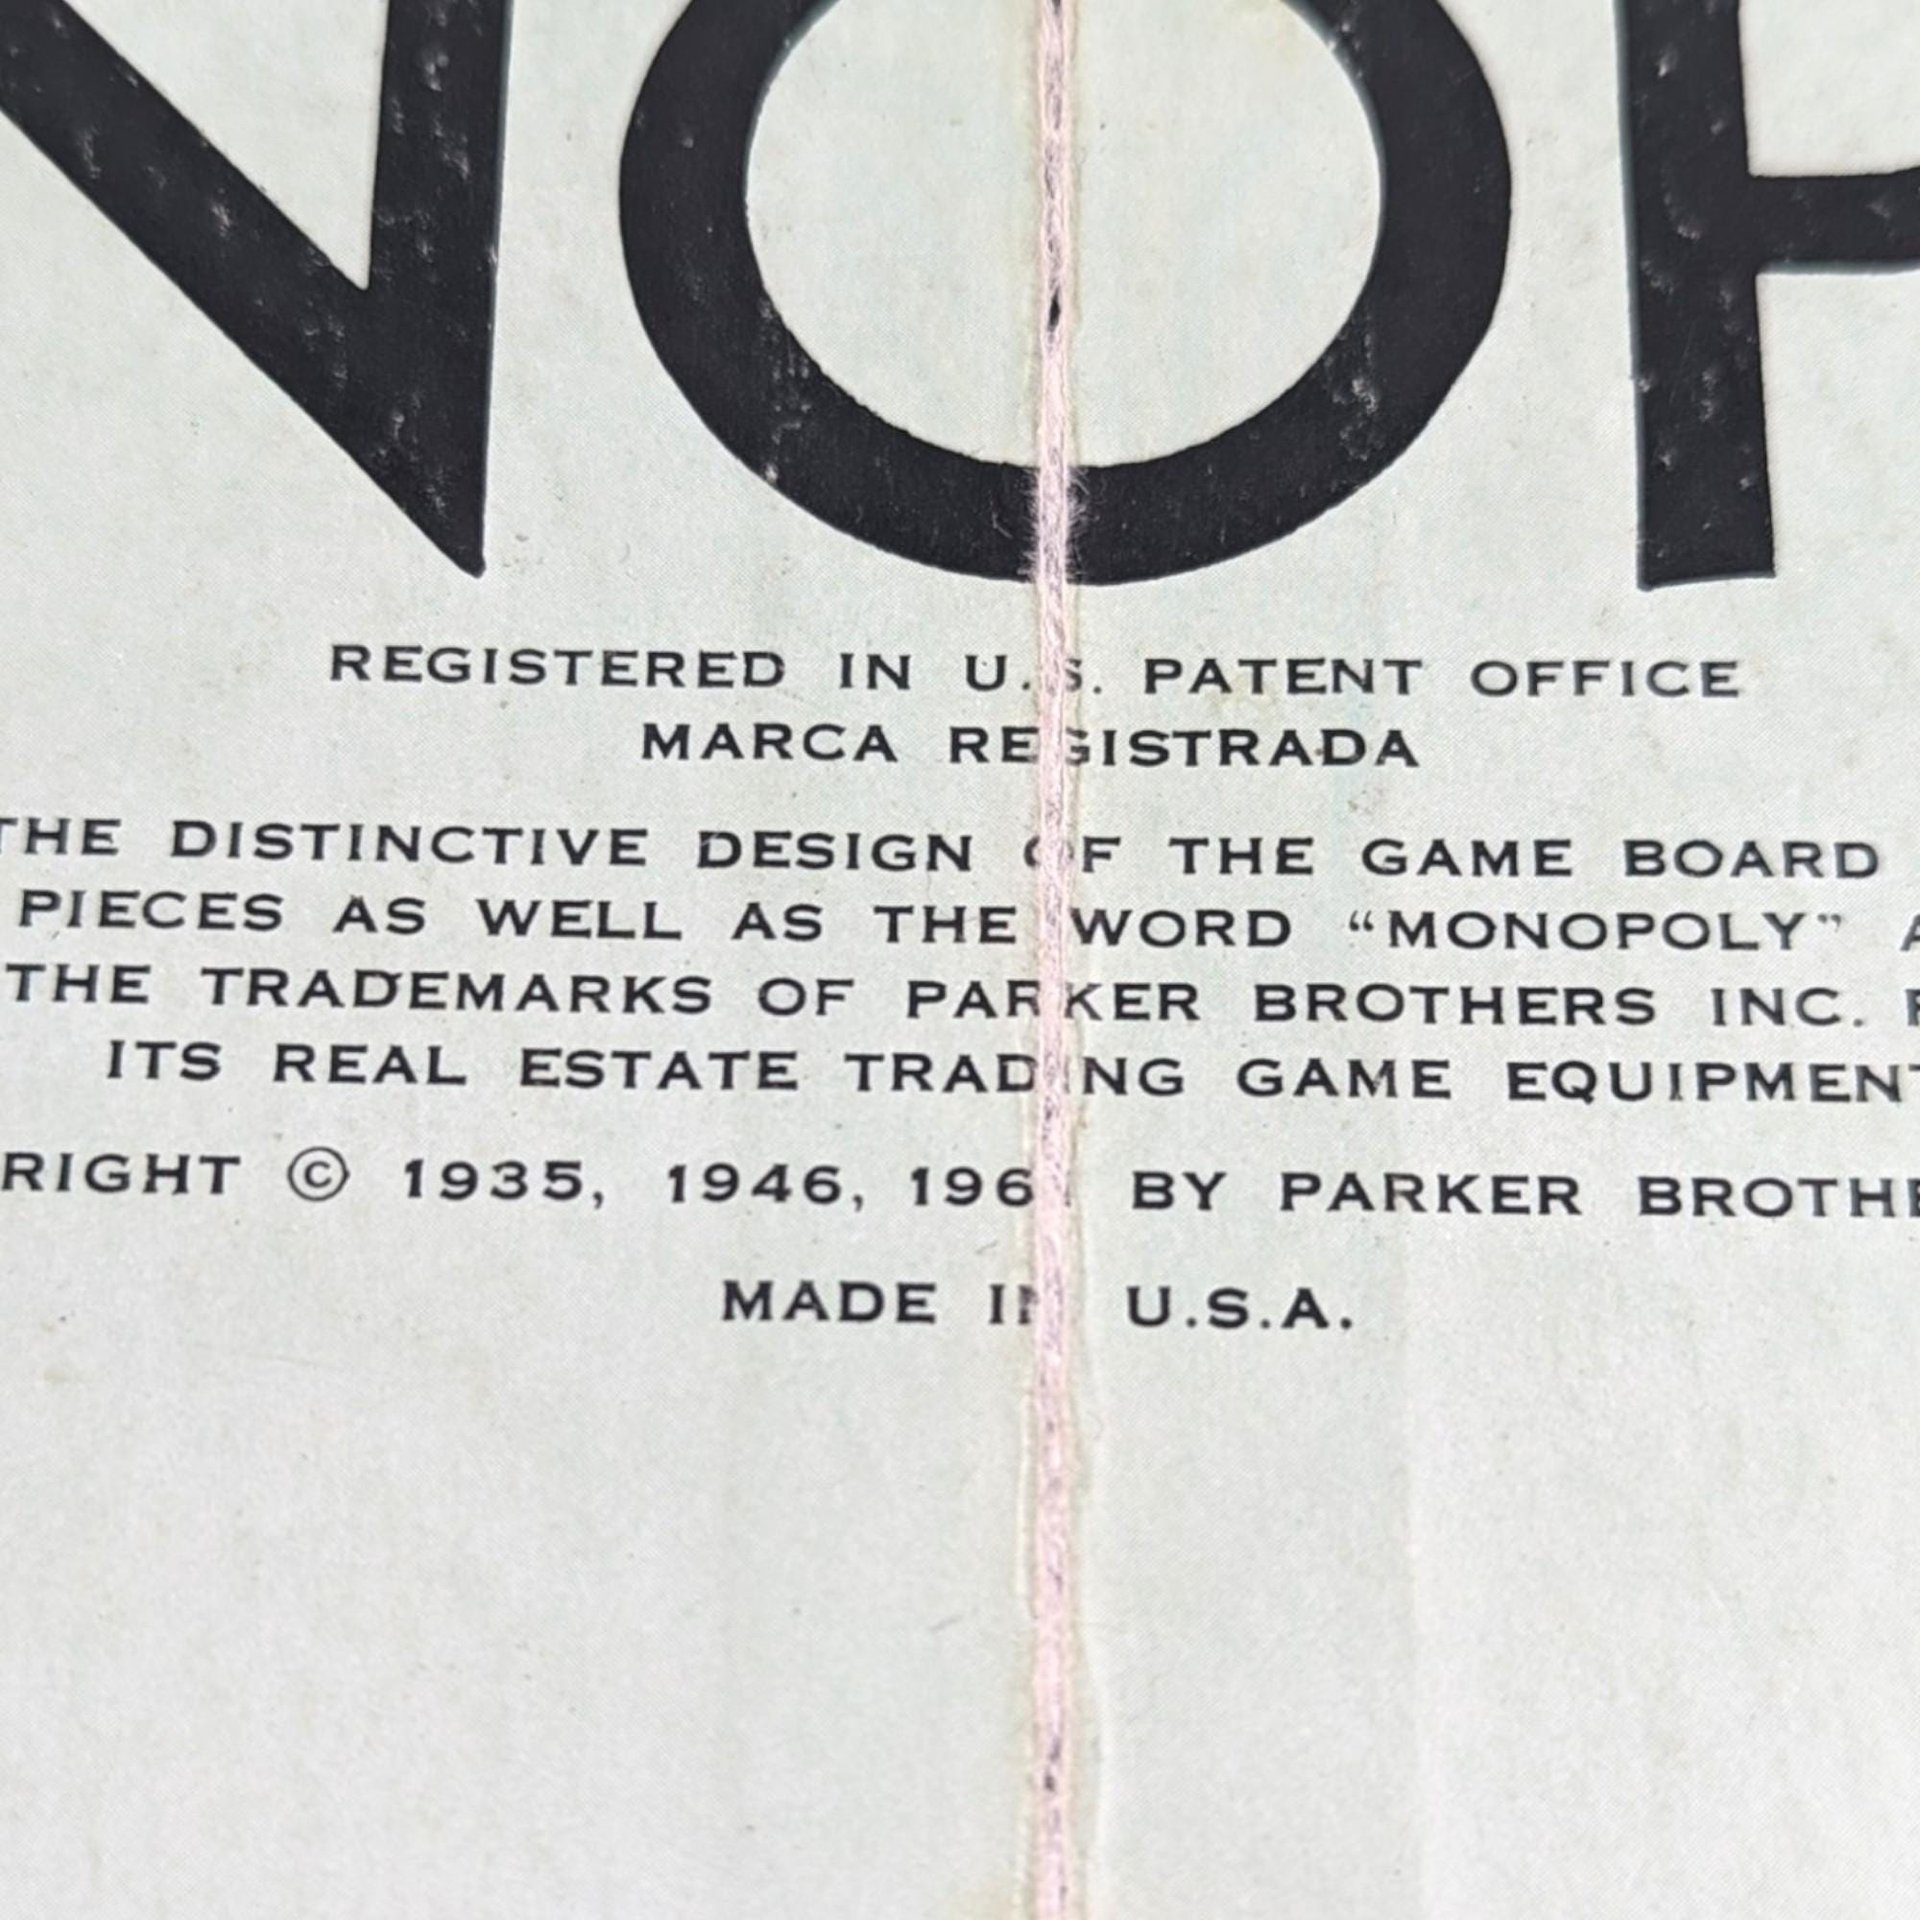 NOP
REGISTERED IN U.S. PATENT OFFICE
MARCA REGISTRADA
THE DISTINCTIVE DESIGN OF THE GAME BOARD
PIECES AS WELL AS THE WORD “MONOPOLY”
THE TRADEMARKS OF PARKER BROTHERS INC.
ITS REAL ESTATE TRADING GAME EQUIPMENT
RIGHT © 1935, 1946, BY PARKER BROTHE
MADE IN U.S.A.